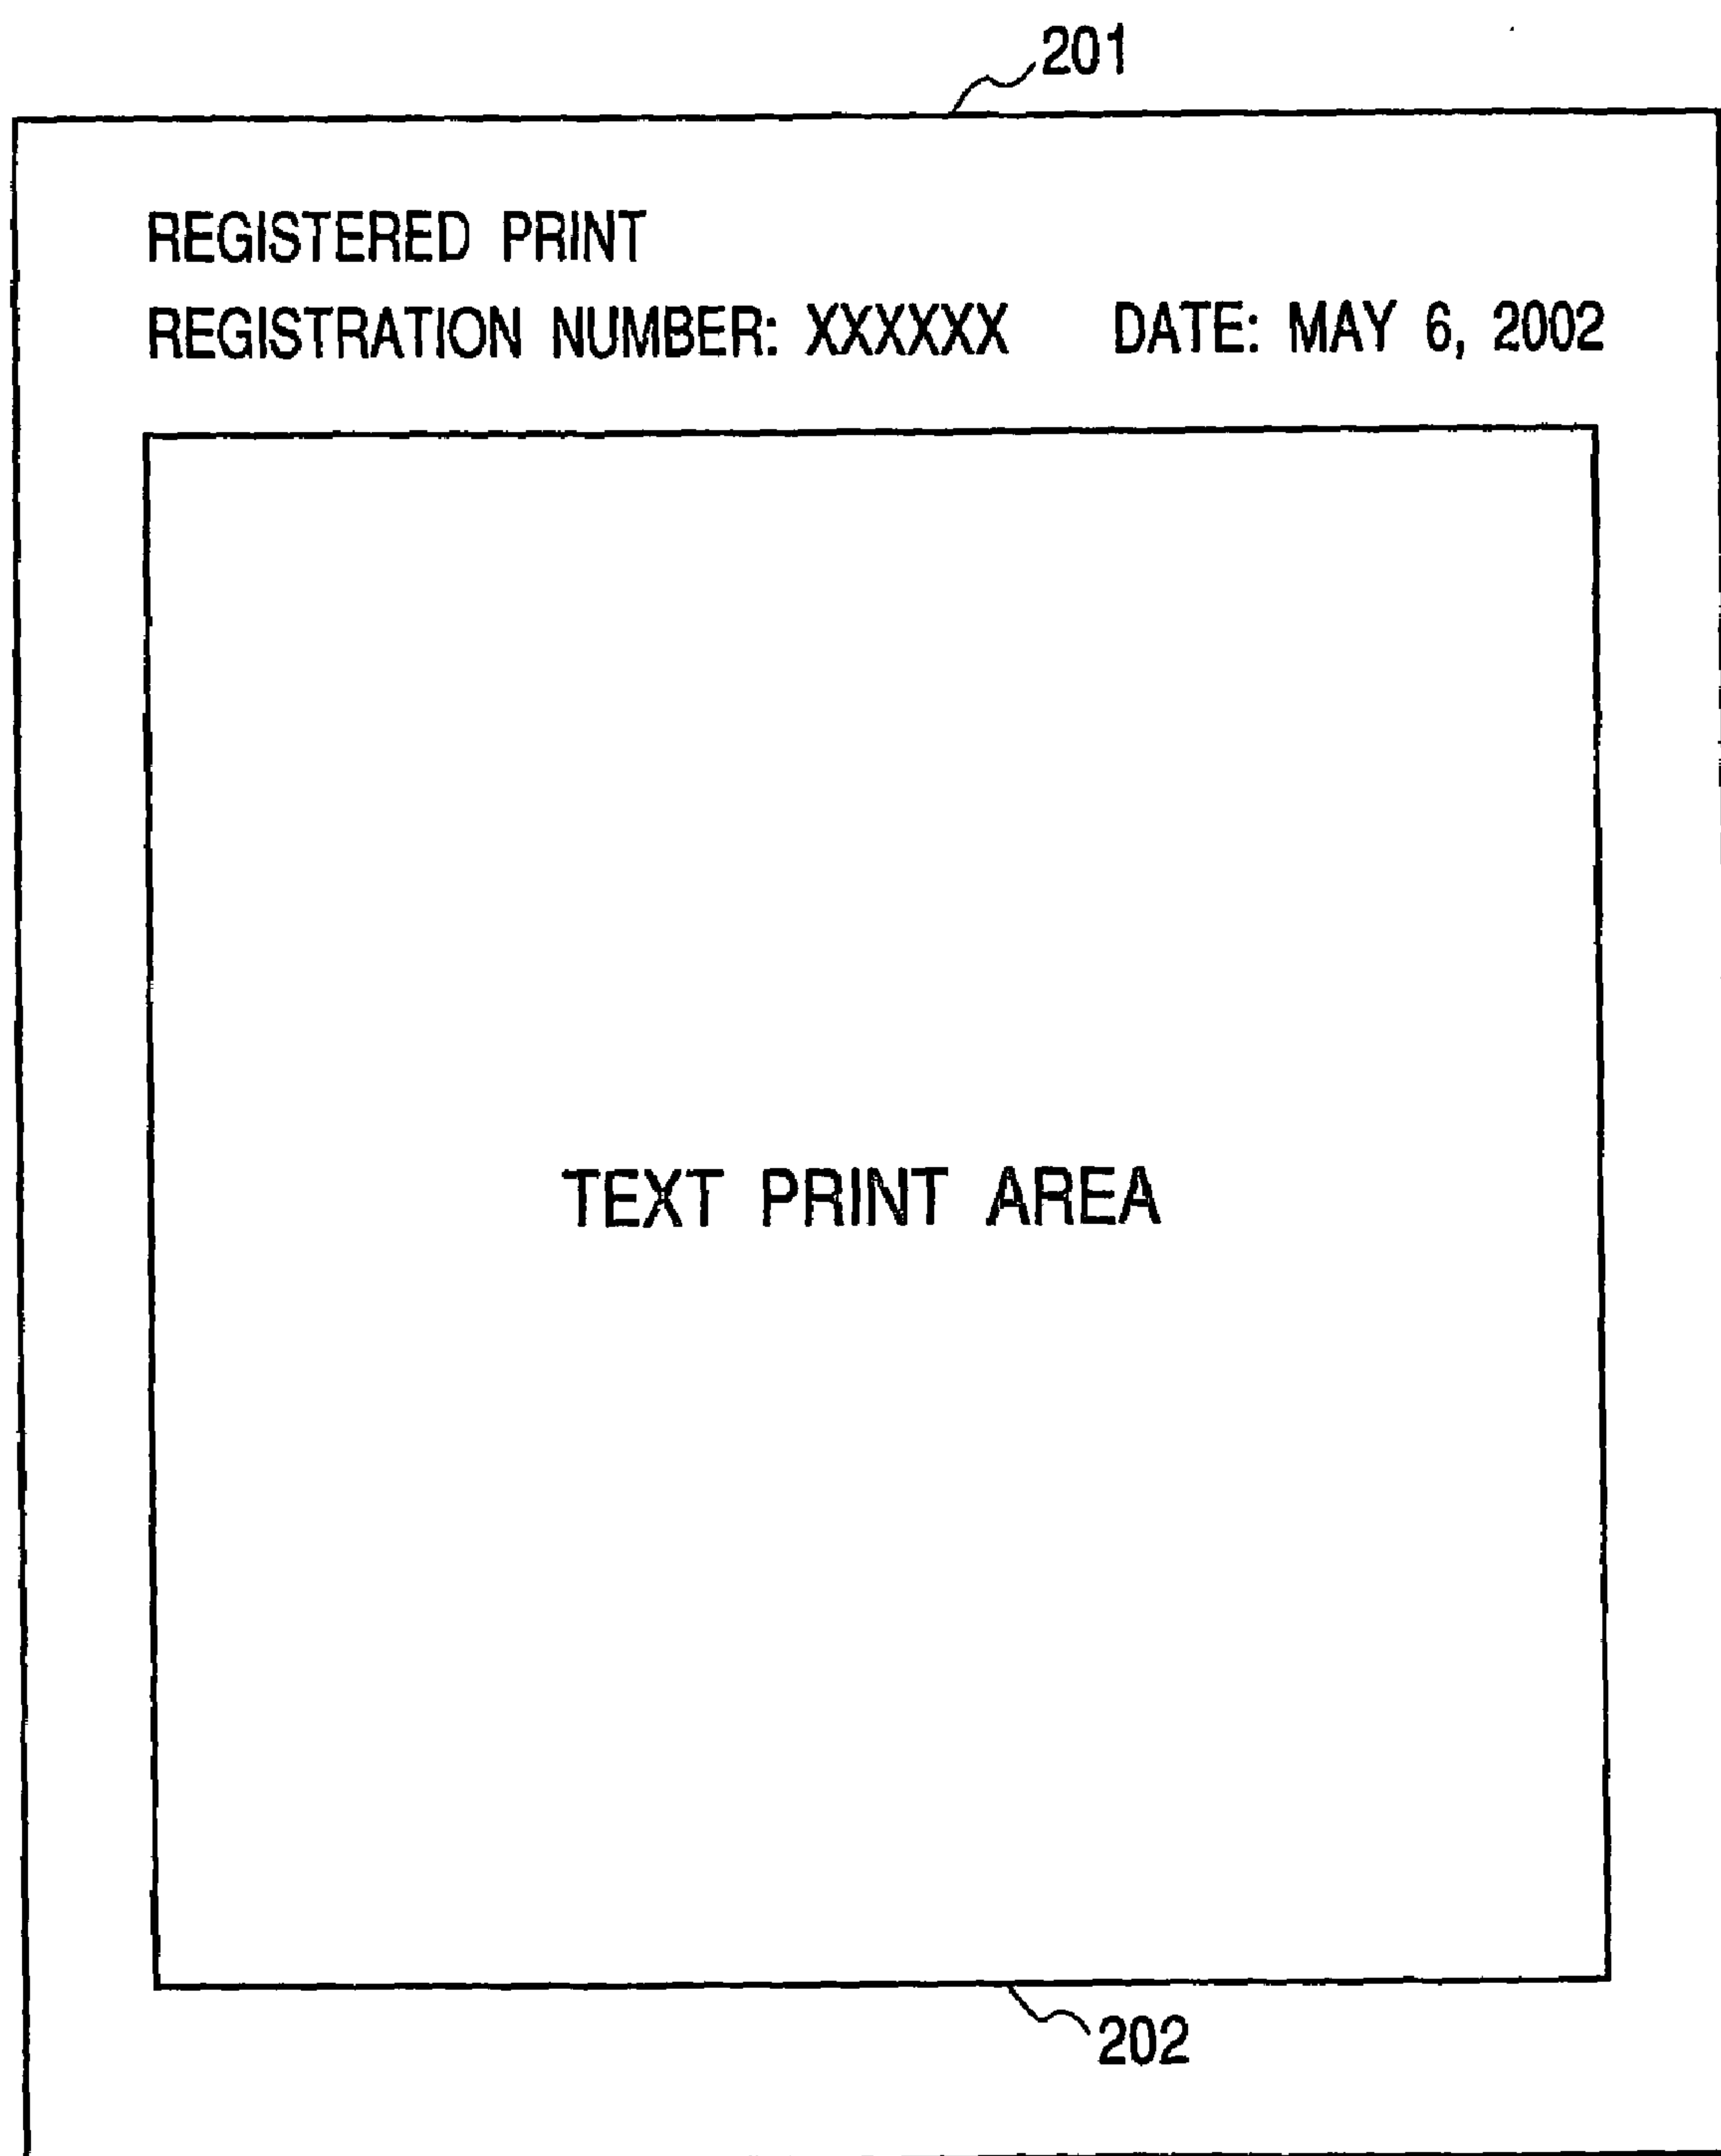 201
REGISTERED PRINT
REGISTRATION NUMBER: XXXXXX DATE: MAY 6, 2002
TEXT PRINT AREA
202